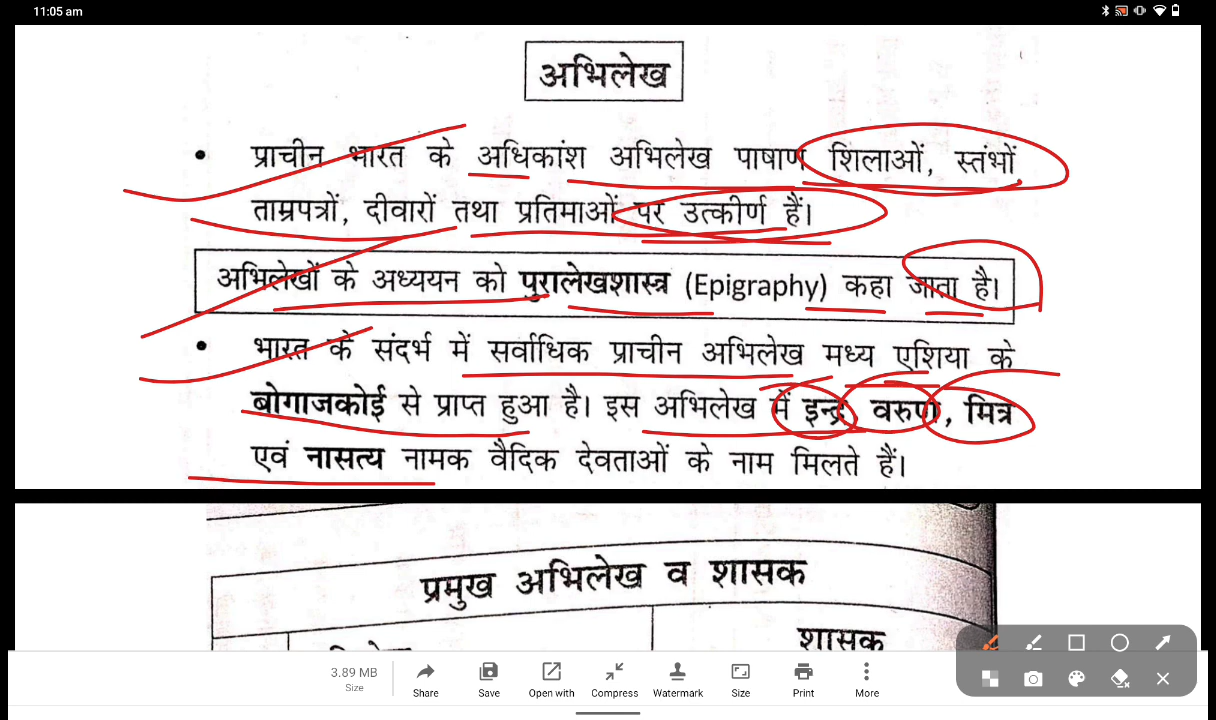 11:05 am
अभिलेख
• प्राचीन भारत के अधिकांश अभिलेख पाषाण शिलाओं, स्तंभों
ताम्रपत्रों, दीवारों तथा प्रतिमाओं पर उत्कीर्ण हैं।
अभिलेखों के अध्ययन को पुरालेखशास्त्र (Epigraphy) कहा जाता है।
• भारत के संदर्भ में सर्वाधिक प्राचीन अभिलेख मध्य एशिया के
बोगाजकोई से प्राप्त हुआ है। इस अभिलेख में इन्द्र, वरुण, मित्र
एवं नासत्य नामक वैदिक देवताओं के नाम मिलते हैं।
प्रमुख अभिलेख व शासक
शासक
3.89 MB
Size
Share
Save
Open with
Compress
Watermark
Size
Print
More